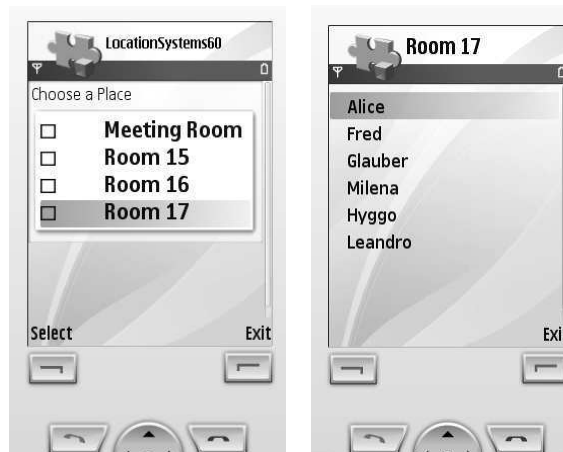 LocationSystems60
Choose a Place
Meeting Room
Room 15
Room 16
Room 17
Select Exit
Room 17
Alice
Fred
Glauber
Milena
Hyggo
Leandro
Exi